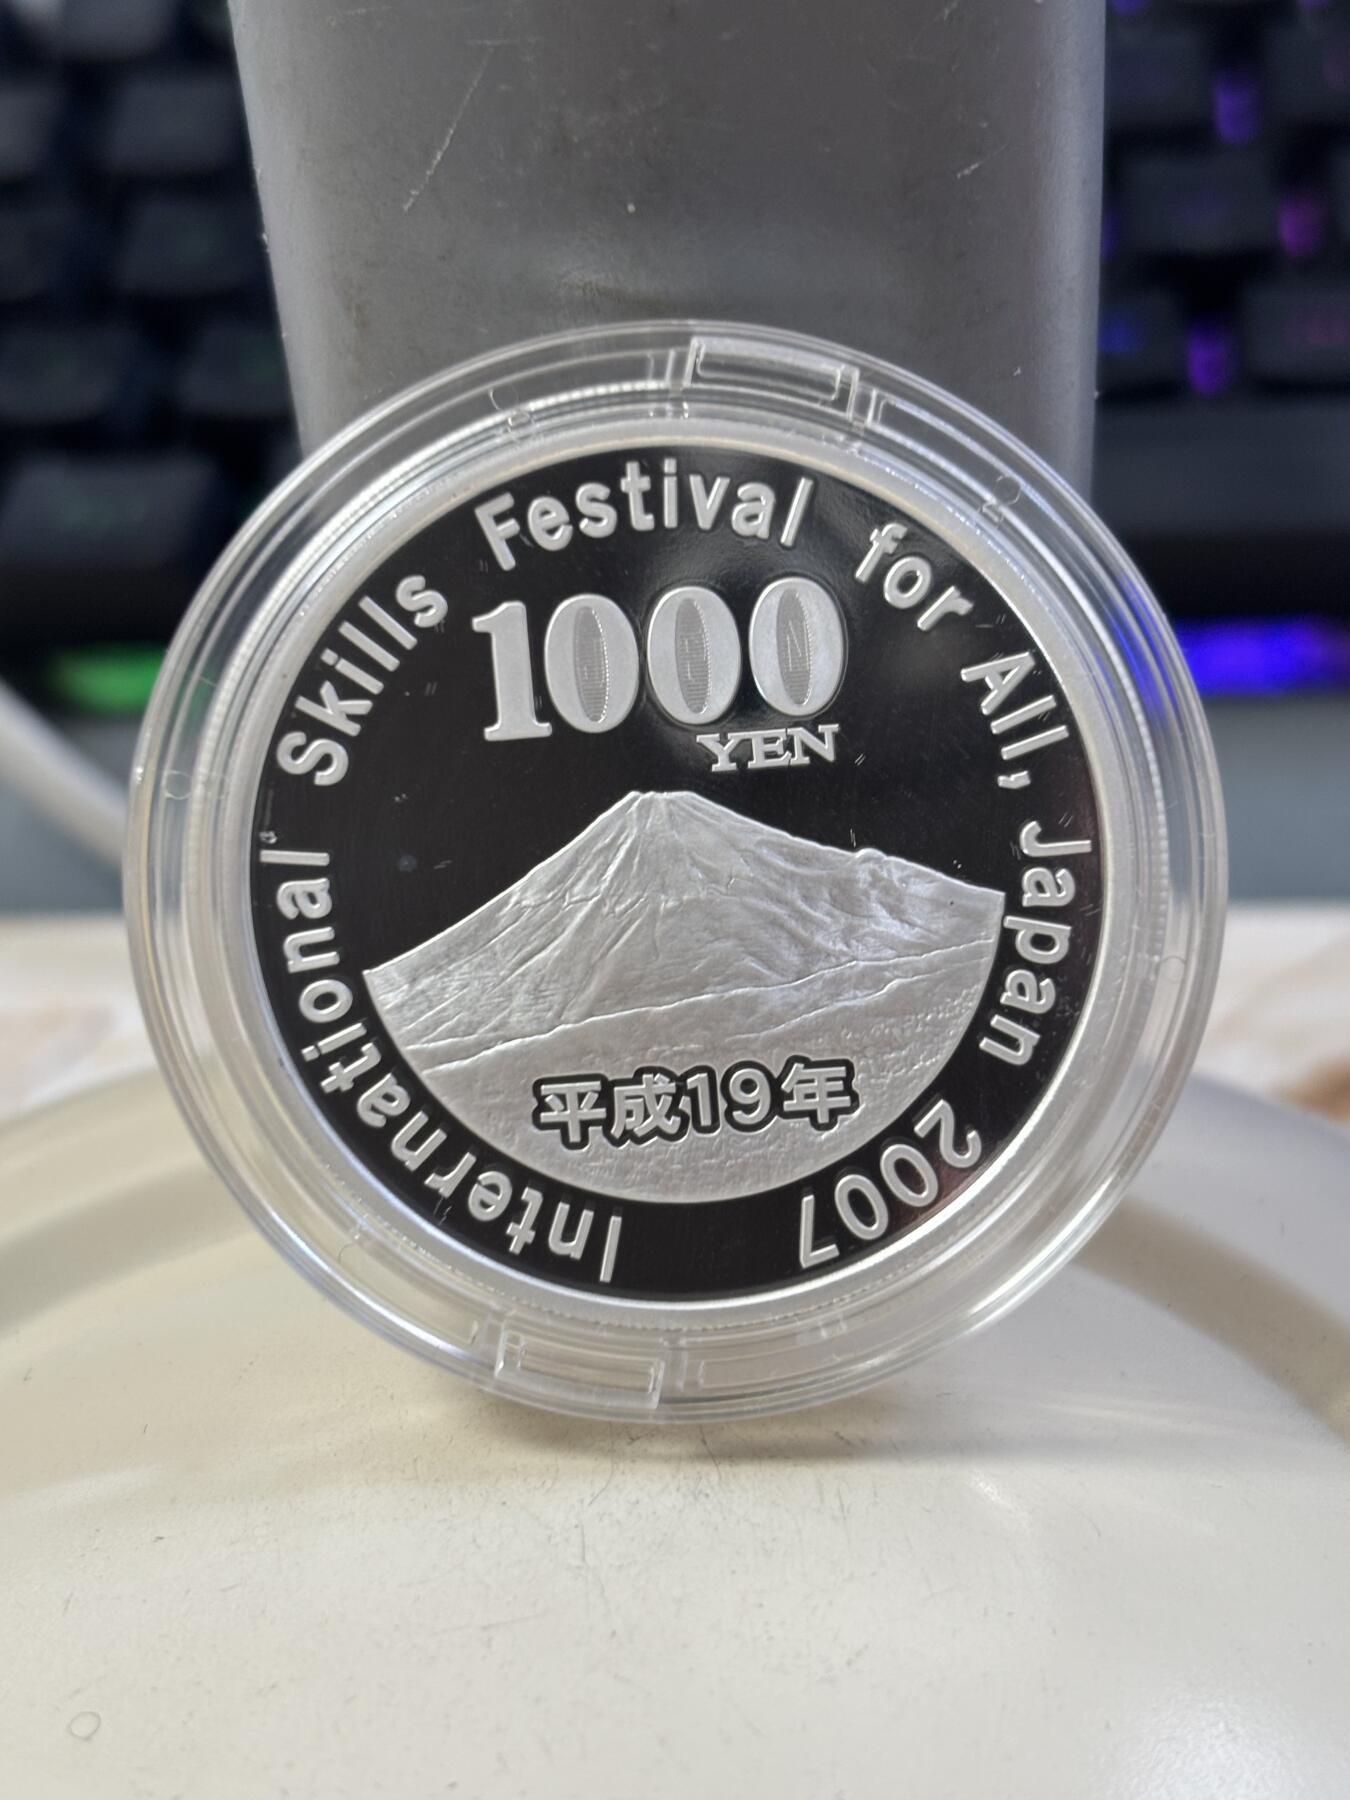 International Skills Festival for All, Japan 2007
1000
YEN
平成19年